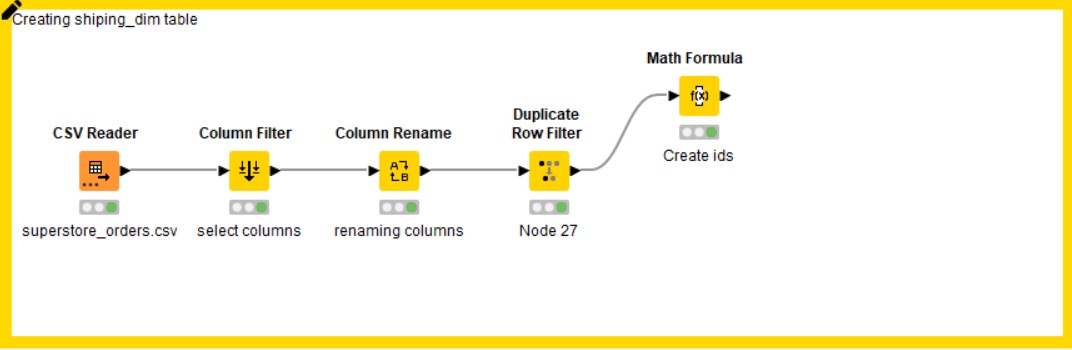 Creating shiping_dim table
Math Formula
f(x)
Create ids
CSV Reader
superstore_orders.csv
Column Filter
select columns
Column Rename
A
B
renaming columns
Duplicate
Row Filter
Node 27